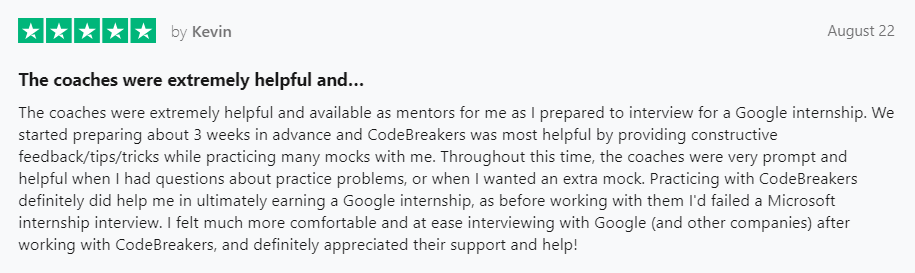 by Kevin August 22
The coaches were extremely helpful and...
The coaches were extremely helpful and available as mentors for me as I prepared to interview for a Google internship. We
started preparing about 3 weeks in advance and CodeBreakers was most helpful by providing constructive
feedback/tips/tricks while practicing many mocks with me. Throughout this time, the coaches were very prompt and
helpful when I had questions about practice problems, or when I wanted an extra mock. Practicing with CodeBreakers
definitely did help me in ultimately earning a Google internship, as before working with them I'd failed a Microsoft
internship interview. I felt much more comfortable and at ease interviewing with Google (and other companies) after
working with CodeBreakers, and definitely appreciated their support and help!